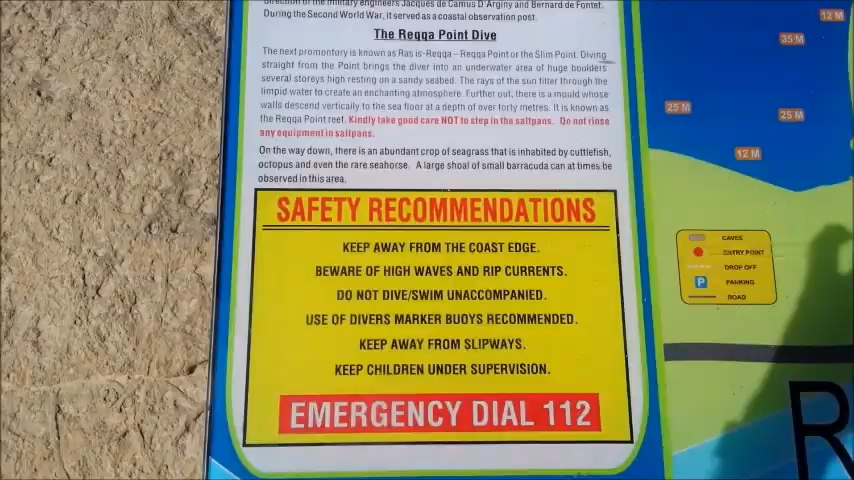 direction of the military engineers Jacques de Camus D'Arginy and Bernard de Fontet.
During the Second World War, it served as a coastal observation post.
The Reqqa Point Dive
The next promontory is known as Ras is-Reqqa – Reqqa Point or the Slim Point. Diving
straight from the Point brings the diver into an underwater area of huge boulders
several storeys high resting on a sandy seabed. The rays of the sun filter through the
limpid water to create an enchanting atmosphere. Further out, there is a mould whose
walls descend vertically to the sea floor at a depth of over forty metres. It is known as
the Reqqa Point reef. Kindly take good care NOT to step in the saltpans. Do not rinse
any equipment in saltpans.
On the way down, there is an abundant crop of seagrass that is inhabited by cuttlefish,
octopus and even the rare seahorse. A large shoal of small barracuda can at times be
observed in this area.
SAFETY RECOMMENDATIONS
KEEP AWAY FROM THE COAST EDGE.
BEWARE OF HIGH WAVES AND RIP CURRENTS.
DO NOT DIVE/SWIM UNACCOMPANIED.
USE OF DIVERS MARKER BUOYS RECOMMENDED.
KEEP AWAY FROM SLIPWAYS.
KEEP CHILDREN UNDER SUPERVISION.
EMERGENCY DIAL 112
12 M
35 M
25 M
25 M
12 M
CAVES
ENTRY POINT
DROP OFF
P PARKING
ROAD
R